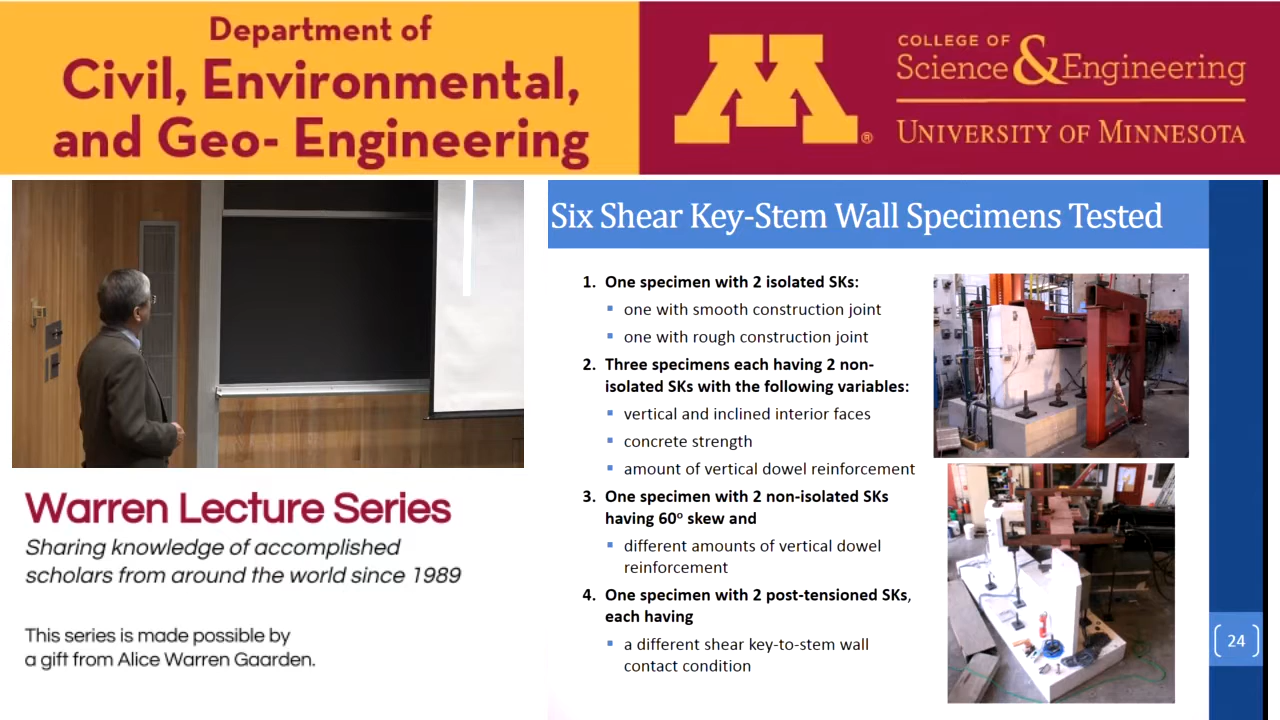 Department of
Civil, Environmental,
and Geo- Engineering
M®
COLLEGE OF
Science & Engineering
UNIVERSITY OF MINNESOTA
Warren Lecture Series
Sharing knowledge of accomplished
scholars from around the world since 1989
This series is made possible by
a gift from Alice Warren Gaarden.
Six Shear Key-Stem Wall Specimens Tested
1. One specimen with 2 isolated SKs:
▪ one with smooth construction joint
▪ one with rough construction joint
2. Three specimens each having 2 non-
isolated SKs with the following variables:
▪ vertical and inclined interior faces
▪ concrete strength
▪ amount of vertical dowel reinforcement
3. One specimen with 2 non-isolated SKs
having 60° skew and
▪ different amounts of vertical dowel
reinforcement
4. One specimen with 2 post-tensioned SKs,
each having
▪ a different shear key-to-stem wall
contact condition
24